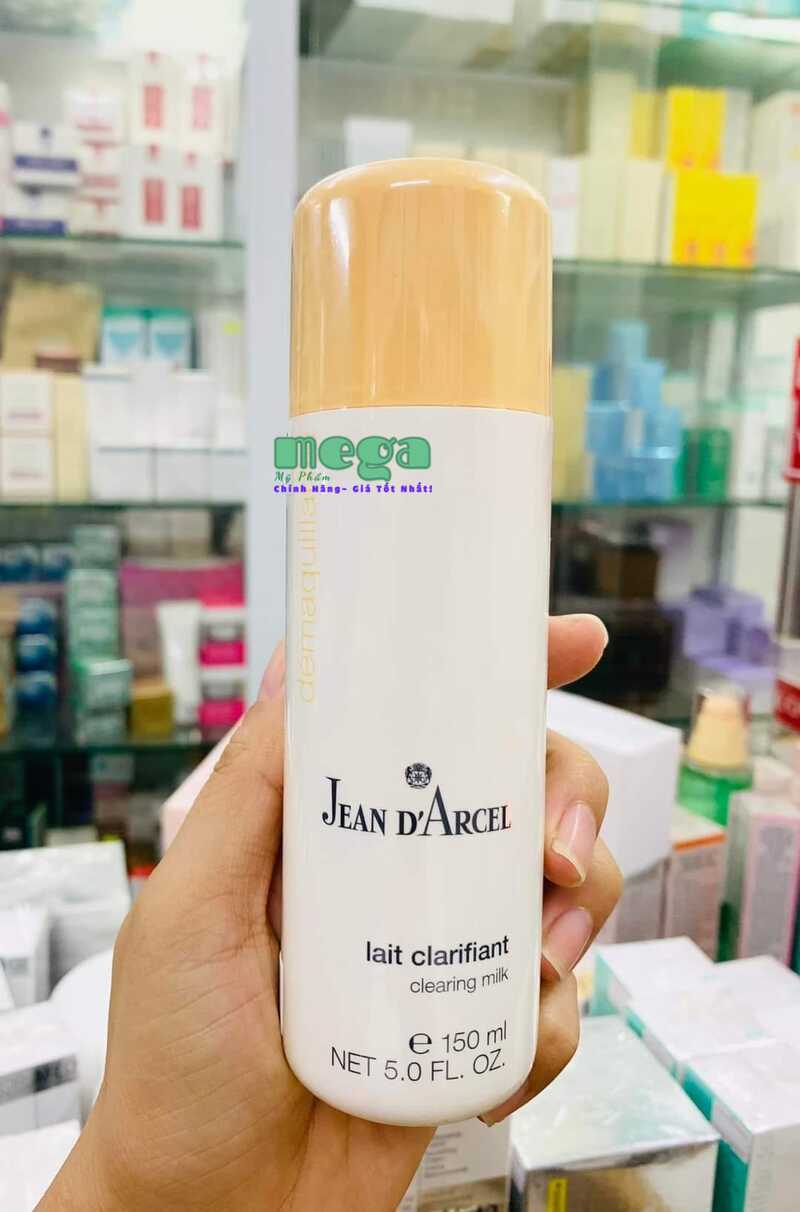 mega
Mỹ Phẩm
Chính Hãng- Giá Tốt Nhất!
demaquilla
JEAN D'ARCEL
lait clarifiant
clearing milk
℮ 150 ml
NET 5.0 FL. OZ.